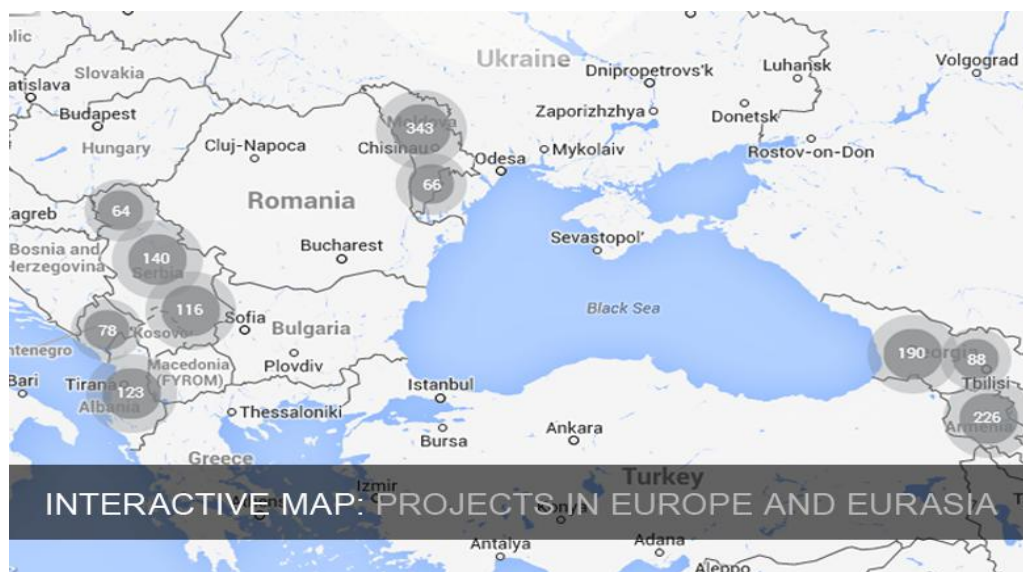 Ukraine
Luhansk
Volgograd
Dnipropetrovs'k
Slovakia
Budapest
Zaporizhzhya
Donetsk
Moldova
343
Hungary
Cluj-Napoca
Chisinau
Odesa
Mykolaiv
Rostov-on-Don
66
Romania
64
Bosnia and
Herzegovina
Bucharest
Sevastopol'
140
Serbia
116
Black Sea
78
Kosovo
Sofia
Bulgaria
190
Georgia
88
Macedonia
(FYROM)
Plovdiv
Bari
Tirana
123
Albania
Istanbul
Tbilisi
Thessaloniki
226
Armenia
Bursa
Ankara
Greece
Turkey
Izmir
INTERACTIVE MAP: PROJECTS IN EUROPE AND EURASIA
Konya
Antalya
Adana
Aleppo